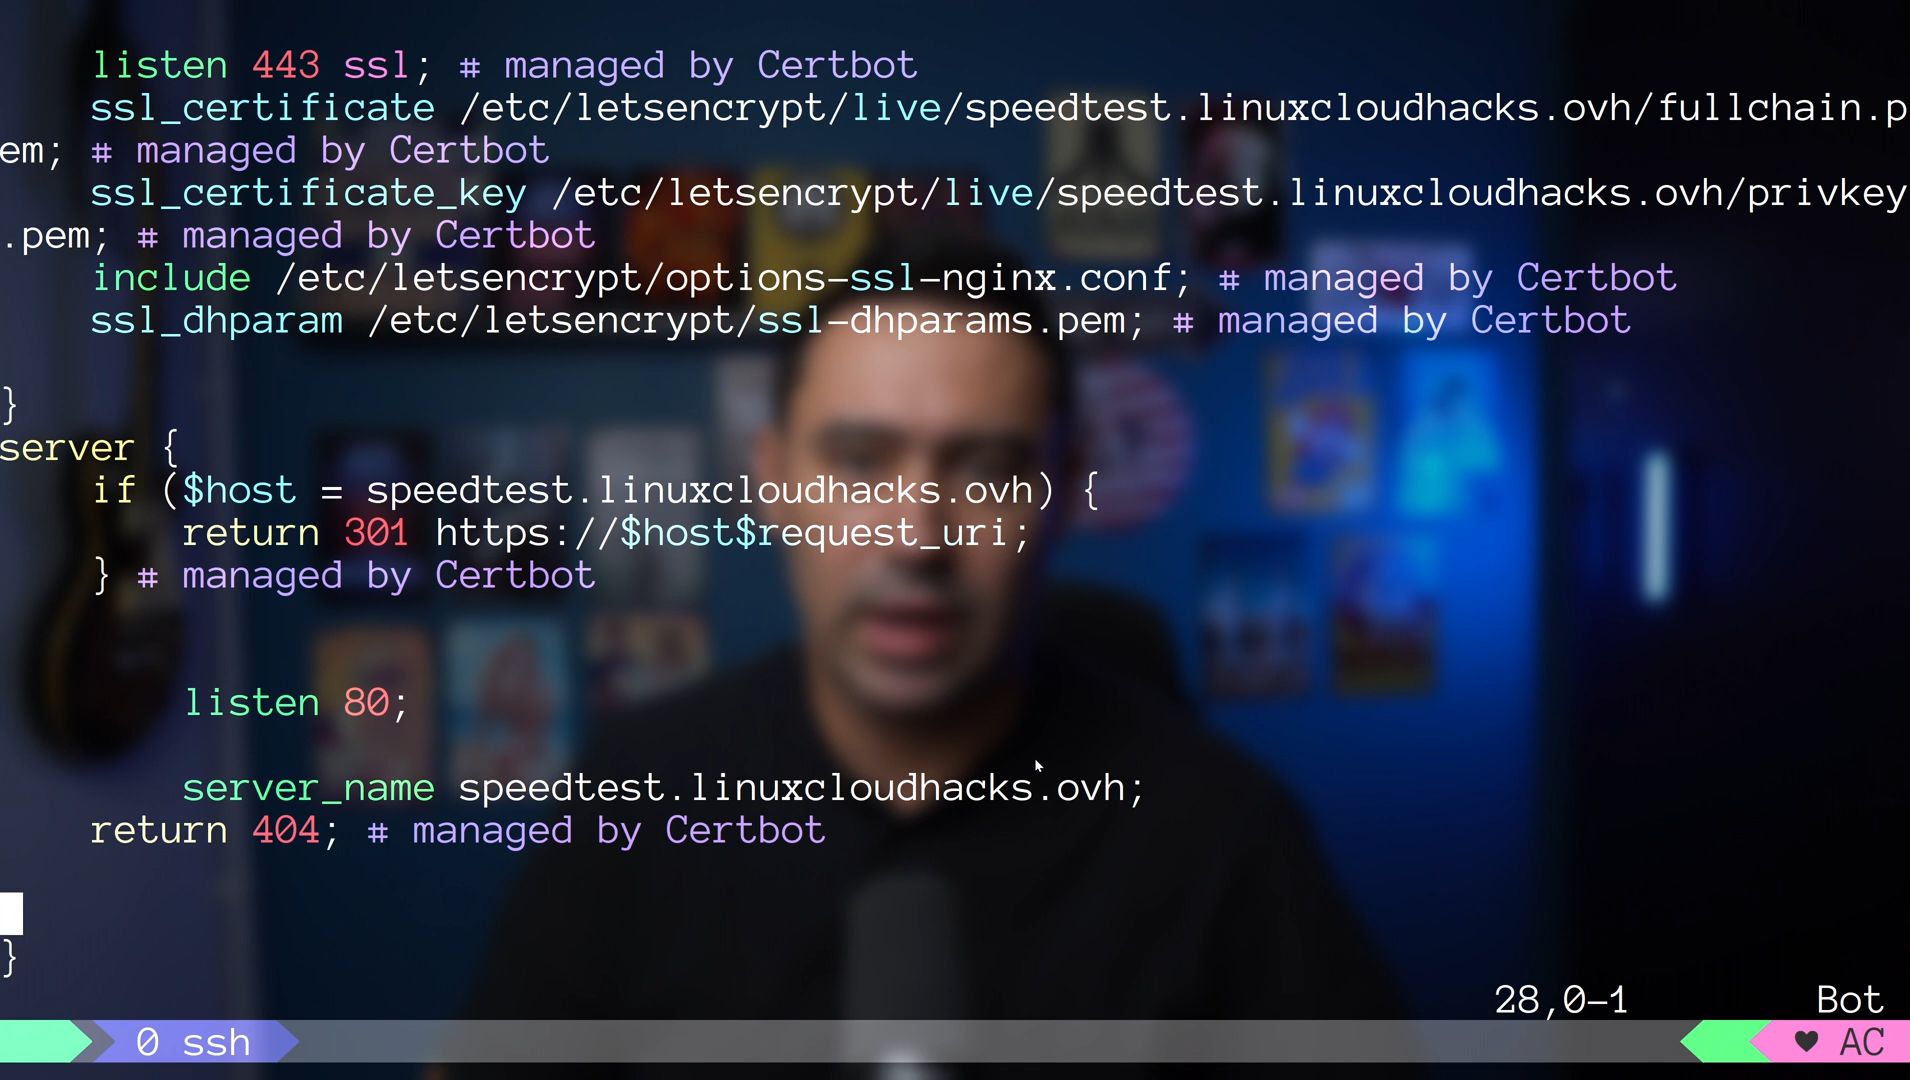 listen 443 ssl; # managed by Certbot
ssl_certificate /etc/letsencrypt/live/speedtest.linuxcloudhacks.ovh/fullchain.p
em; # managed by Certbot
ssl_certificate_key /etc/letsencrypt/live/speedtest.linuxcloudhacks.ovh/privkey
.pem; # managed by Certbot
include /etc/letsencrypt/options-ssl-nginx.conf; # managed by Certbot
ssl_dhparam /etc/letsencrypt/ssl-dhparams.pem; # managed by Certbot
}
server {
if ($host = speedtest.linuxcloudhacks.ovh) {
return 301 https://$host$request_uri;
} # managed by Certbot
listen 80;
server_name speedtest.linuxcloudhacks.ovh;
return 404; # managed by Certbot
}
28,0-1 Bot
0 ssh ♥ AC